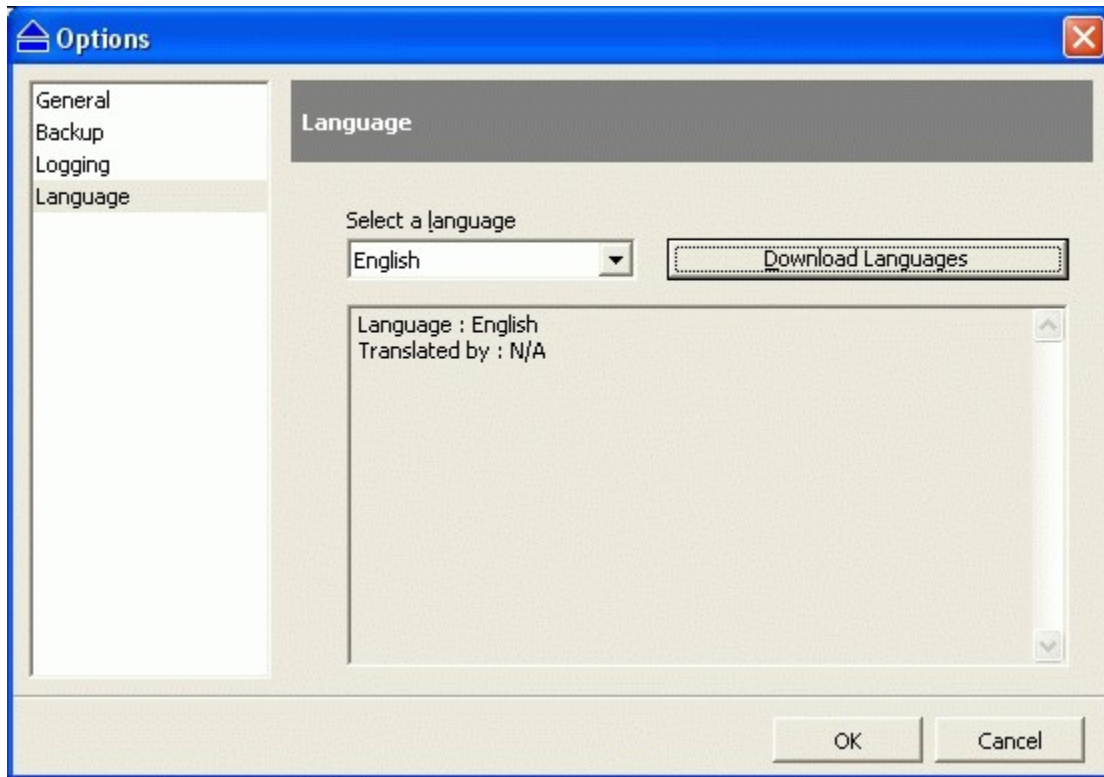 Options
General
Backup
Logging
Language
Language
Select a language
English
Download Languages
Language : English
Translated by : N/A
OK
Cancel